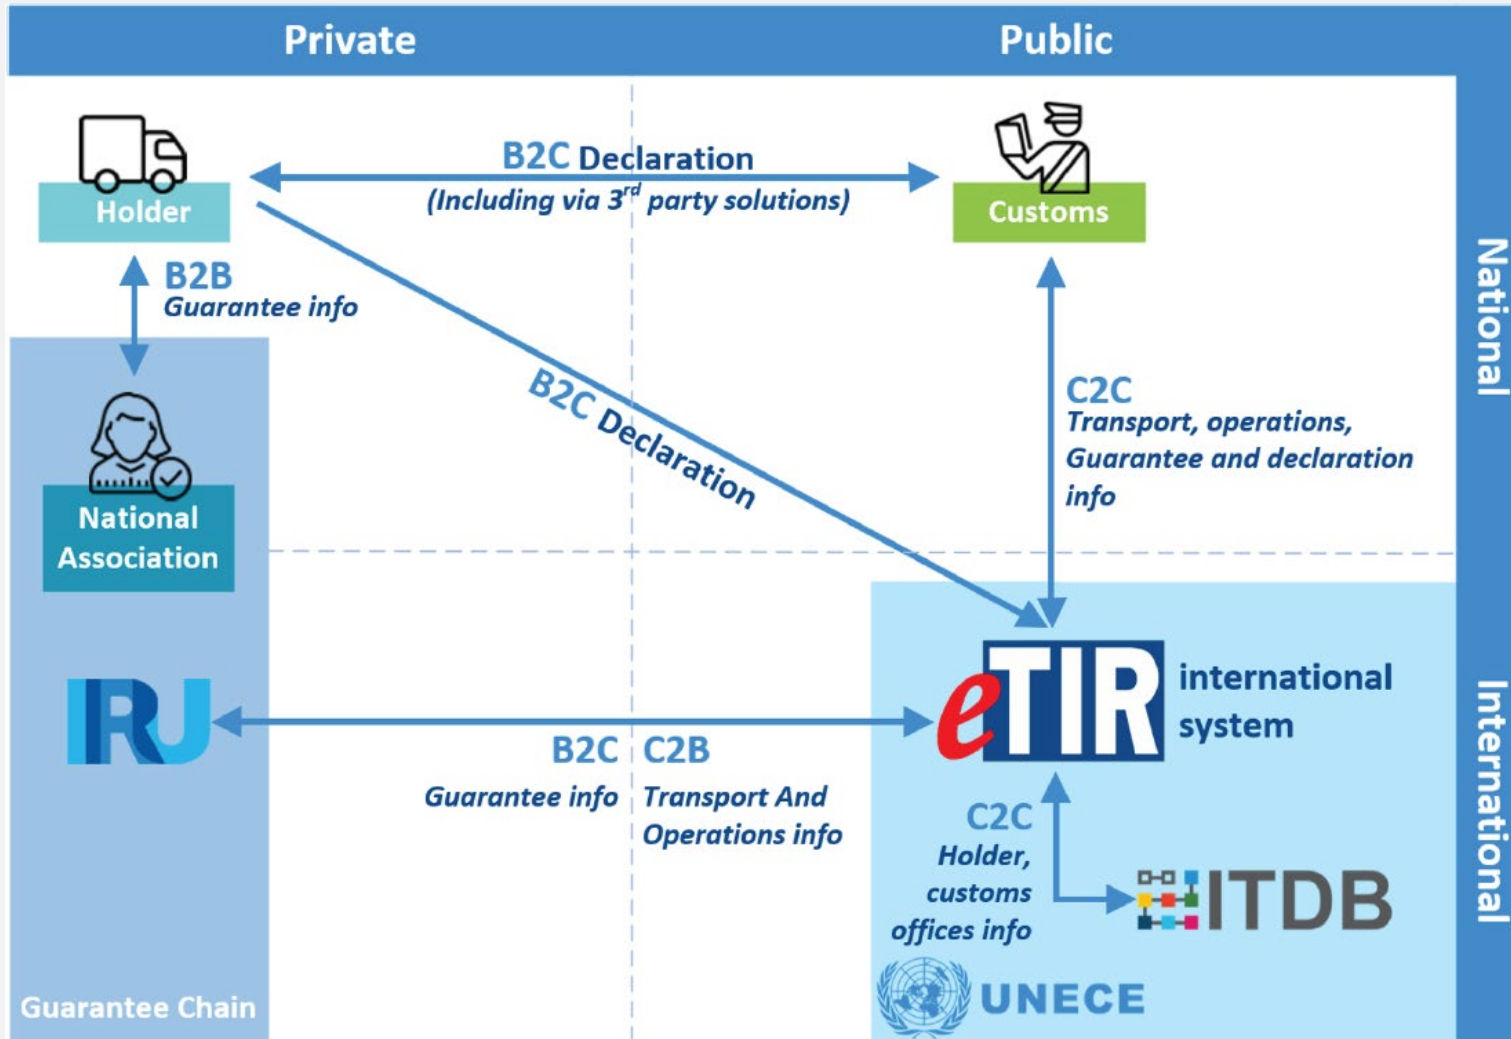 Private
Public
Holder
B2C Declaration
(Including via 3rd party solutions)
Customs
National
B2B
Guarantee info
B2C Declaration
C2C
Transport, operations,
Guarantee and declaration
info
National
Association
IRU
B2C
Guarantee info
C2B
Transport And
Operations info
eTIR
international
system
International
C2C
Holder,
customs
offices info
ITDB
Guarantee Chain
UNECE